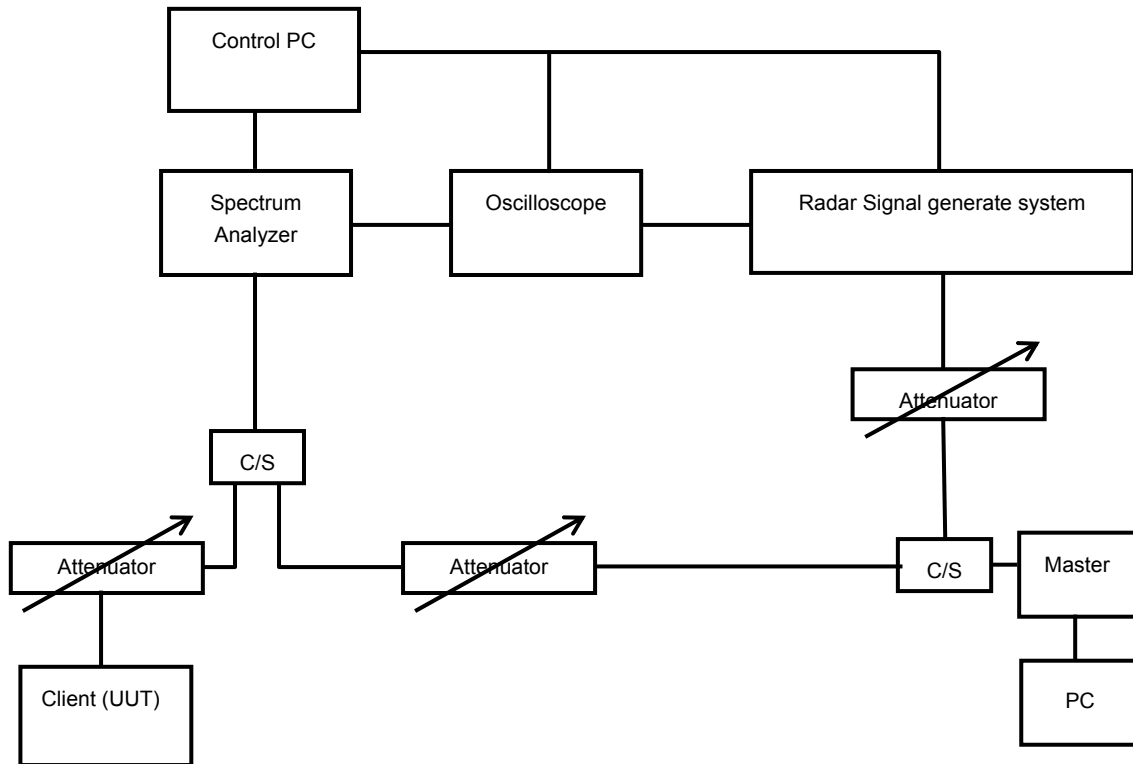 Control PC
Spectrum
Analyzer
Oscilloscope
Radar Signal generate system
Attenuator
C/S
Attenuator
Attenuator
C/S
Master
Client (UUT)
PC